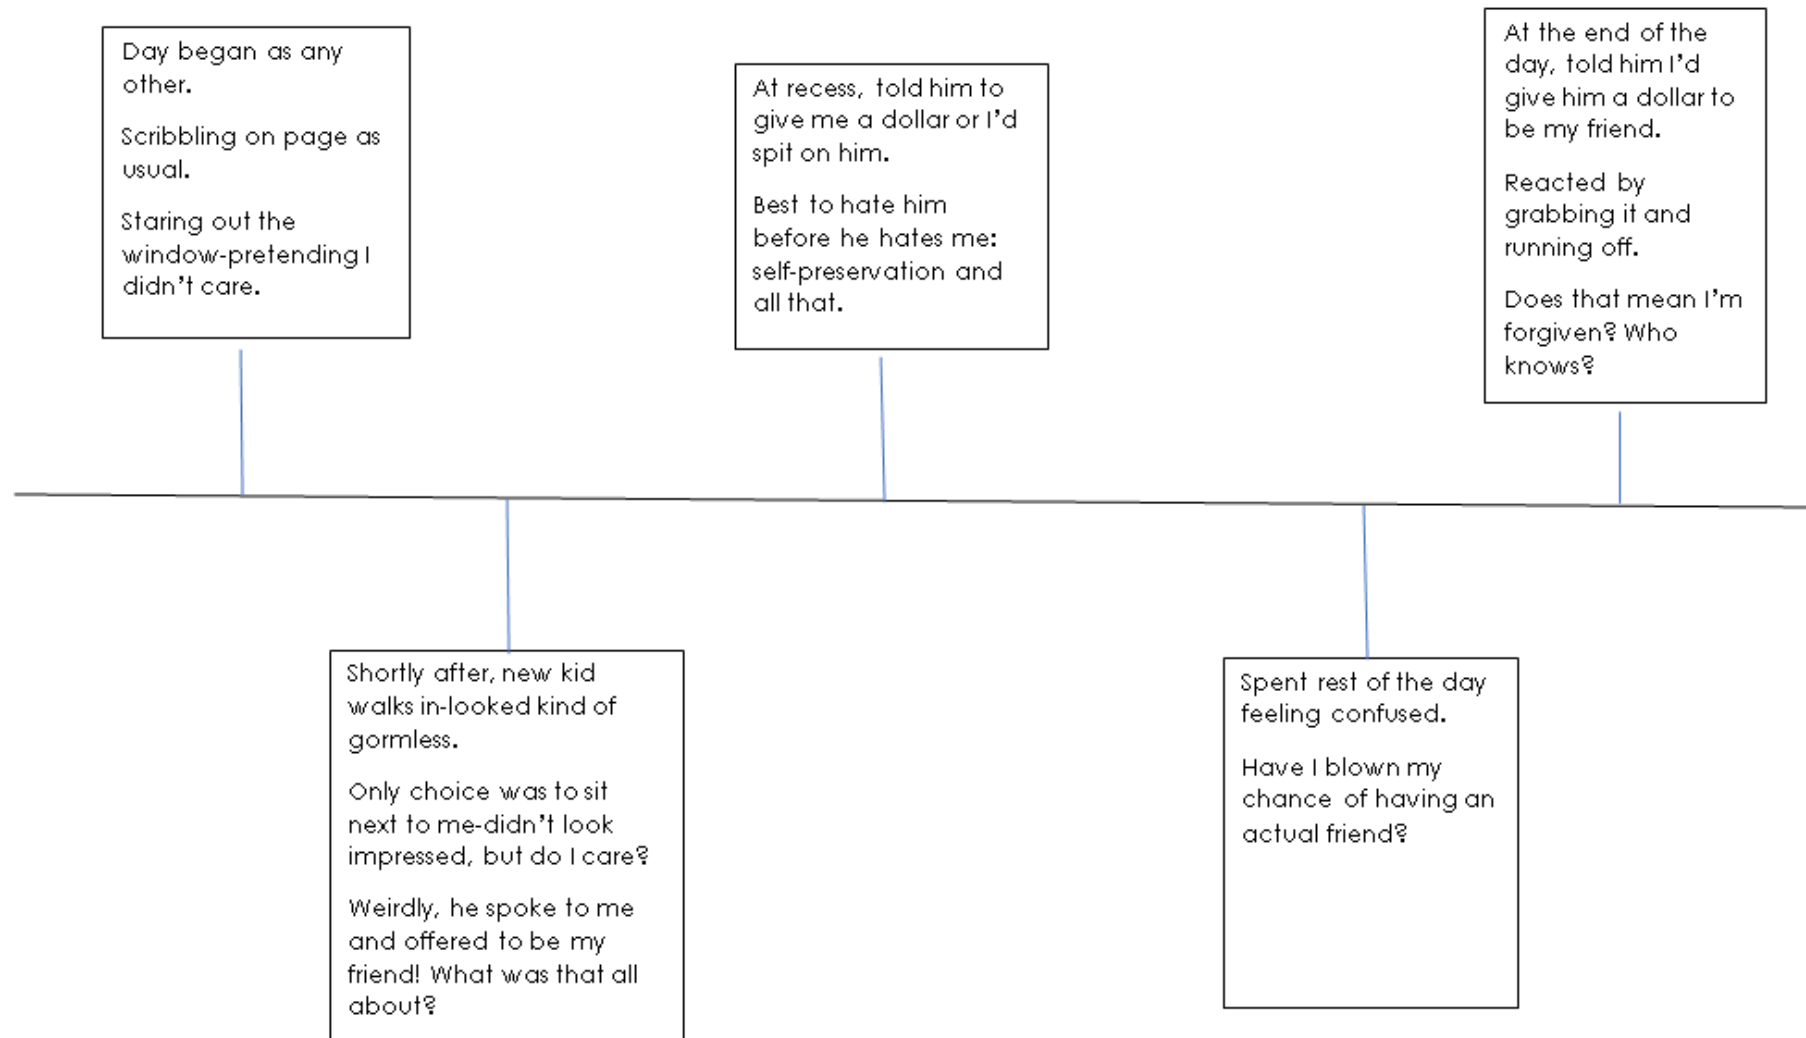 Day began as any
other.
Scribbling on page as
usual.
Staring out the
window-pretending I
didn't care.
Shortly after, new kid
walks in-looked kind of
gormless.
Only choice was to sit
next to me-didn't look
impressed, but do I care?
Weirdly, he spoke to me
and offered to be my
friend! What was that all
about?
At recess, told him to
give me a dollar or I'd
spit on him.
Best to hate him
before he hates me:
self-preservation and
all that.
Spent rest of the day
feeling confused.
Have I blown my
chance of having an
actual friend?
At the end of the
day, told him I'd
give him a dollar to
be my friend.
Reacted by
grabbing it and
running off.
Does that mean I'm
forgiven? Who
knows?